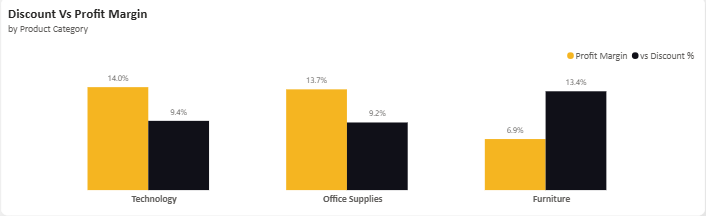 Discount Vs Profit Margin
by Product Category
Profit Margin vs Discount %
14.0% 9.4% 13.7% 9.2% 6.9% 13.4%
Technology Office Supplies Furniture